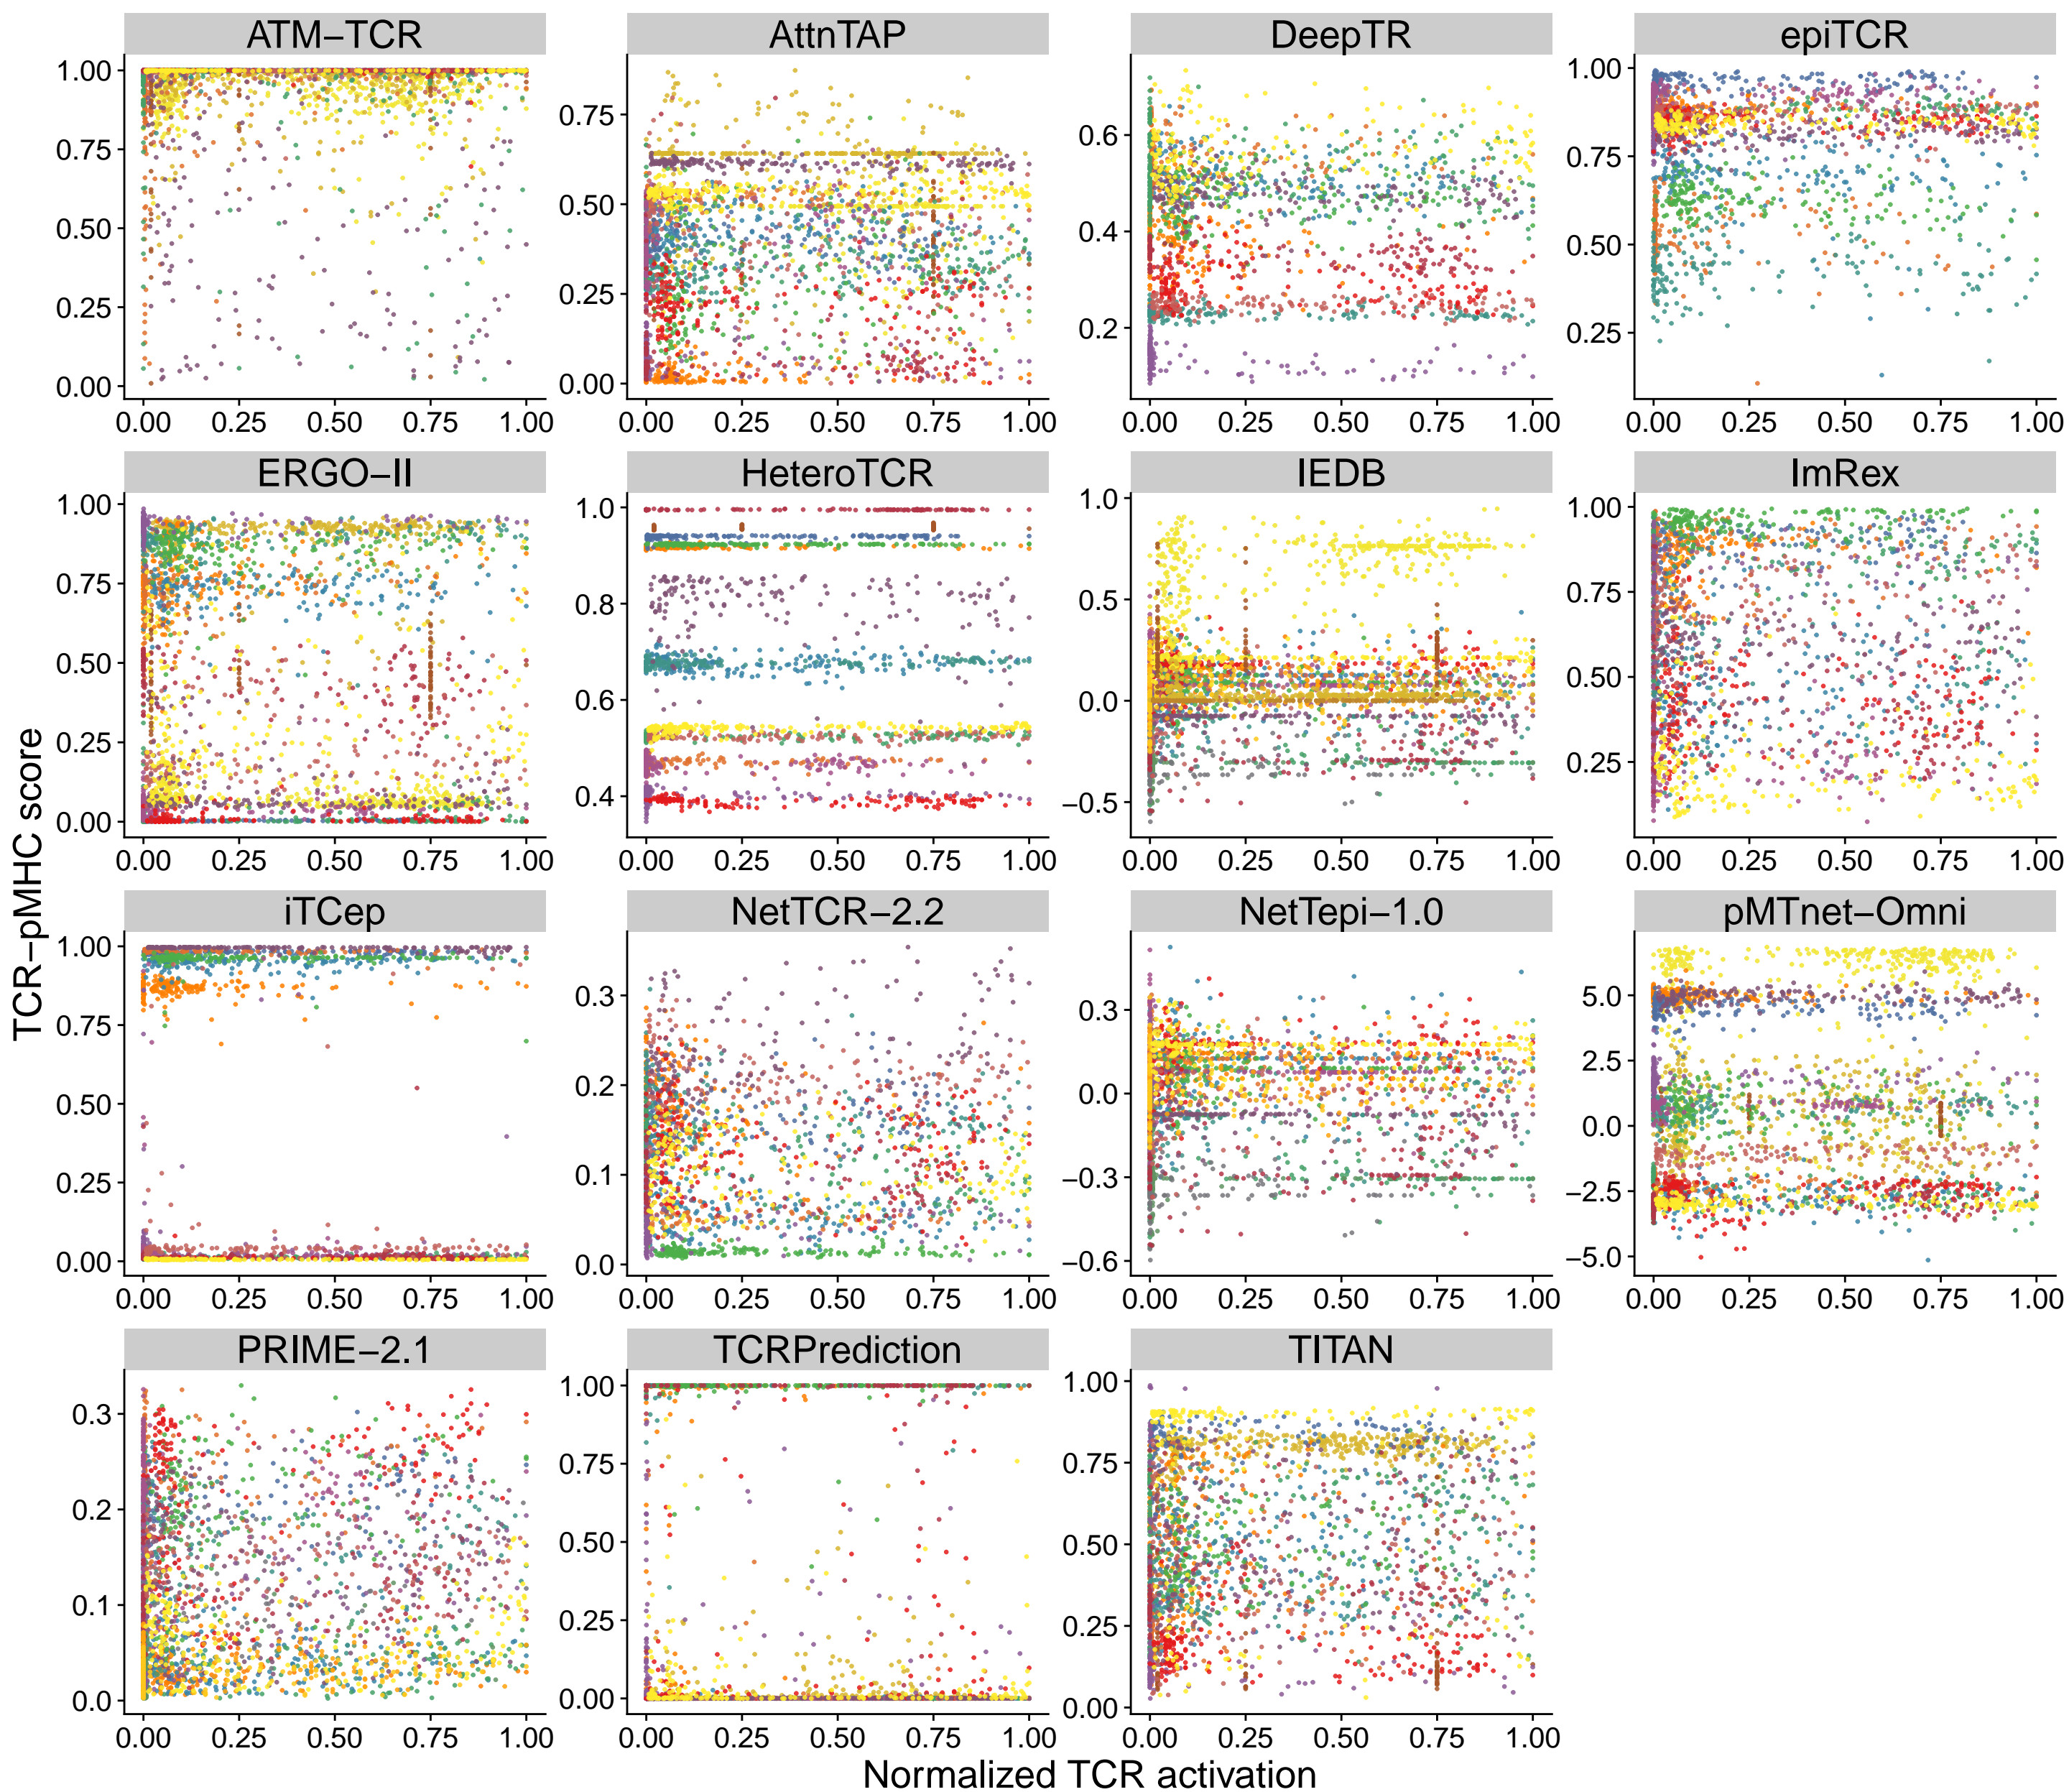 ATM−TCR AttnTAP DeepTR epiTCR
1.00 0.75 0.50 0.25 0.00
0.75 0.50 0.25 0.00
0.6 0.4 0.2
1.00 0.75 0.50 0.25
0.00 0.25 0.50 0.75 1.00 0.00 0.25 0.50 0.75 1.00 0.00 0.25 0.50 0.75 1.00 0.00 0.25 0.50 0.75 1.00
ERGO−II HeteroTCR IEDB ImRex
1.00 0.75 0.50 0.25 0.00
1.0 0.8 0.6 0.4
1.0 0.5 0.0 −0.5
1.00 0.75 0.50 0.25
0.00 0.25 0.50 0.75 1.00 0.00 0.25 0.50 0.75 1.00 0.00 0.25 0.50 0.75 1.00 0.00 0.25 0.50 0.75 1.00
TCR−pMHC score
iTCep NetTCR−2.2 NetTepi−1.0 pMTnet−Omni
1.00 0.75 0.50 0.25 0.00
0.3 0.2 0.1 0.0
0.3 0.0 −0.3 −0.6
5.0 2.5 0.0 −2.5 −5.0
0.00 0.25 0.50 0.75 1.00 0.00 0.25 0.50 0.75 1.00 0.00 0.25 0.50 0.75 1.00 0.00 0.25 0.50 0.75 1.00
PRIME−2.1 TCRPrediction TITAN
0.3 0.2 0.1 0.0
1.00 0.75 0.50 0.25 0.00
1.00 0.75 0.50 0.25 0.00
0.00 0.25 0.50 0.75 1.00 0.00 0.25 0.50 0.75 1.00 0.00 0.25 0.50 0.75 1.00
Normalized TCR activation